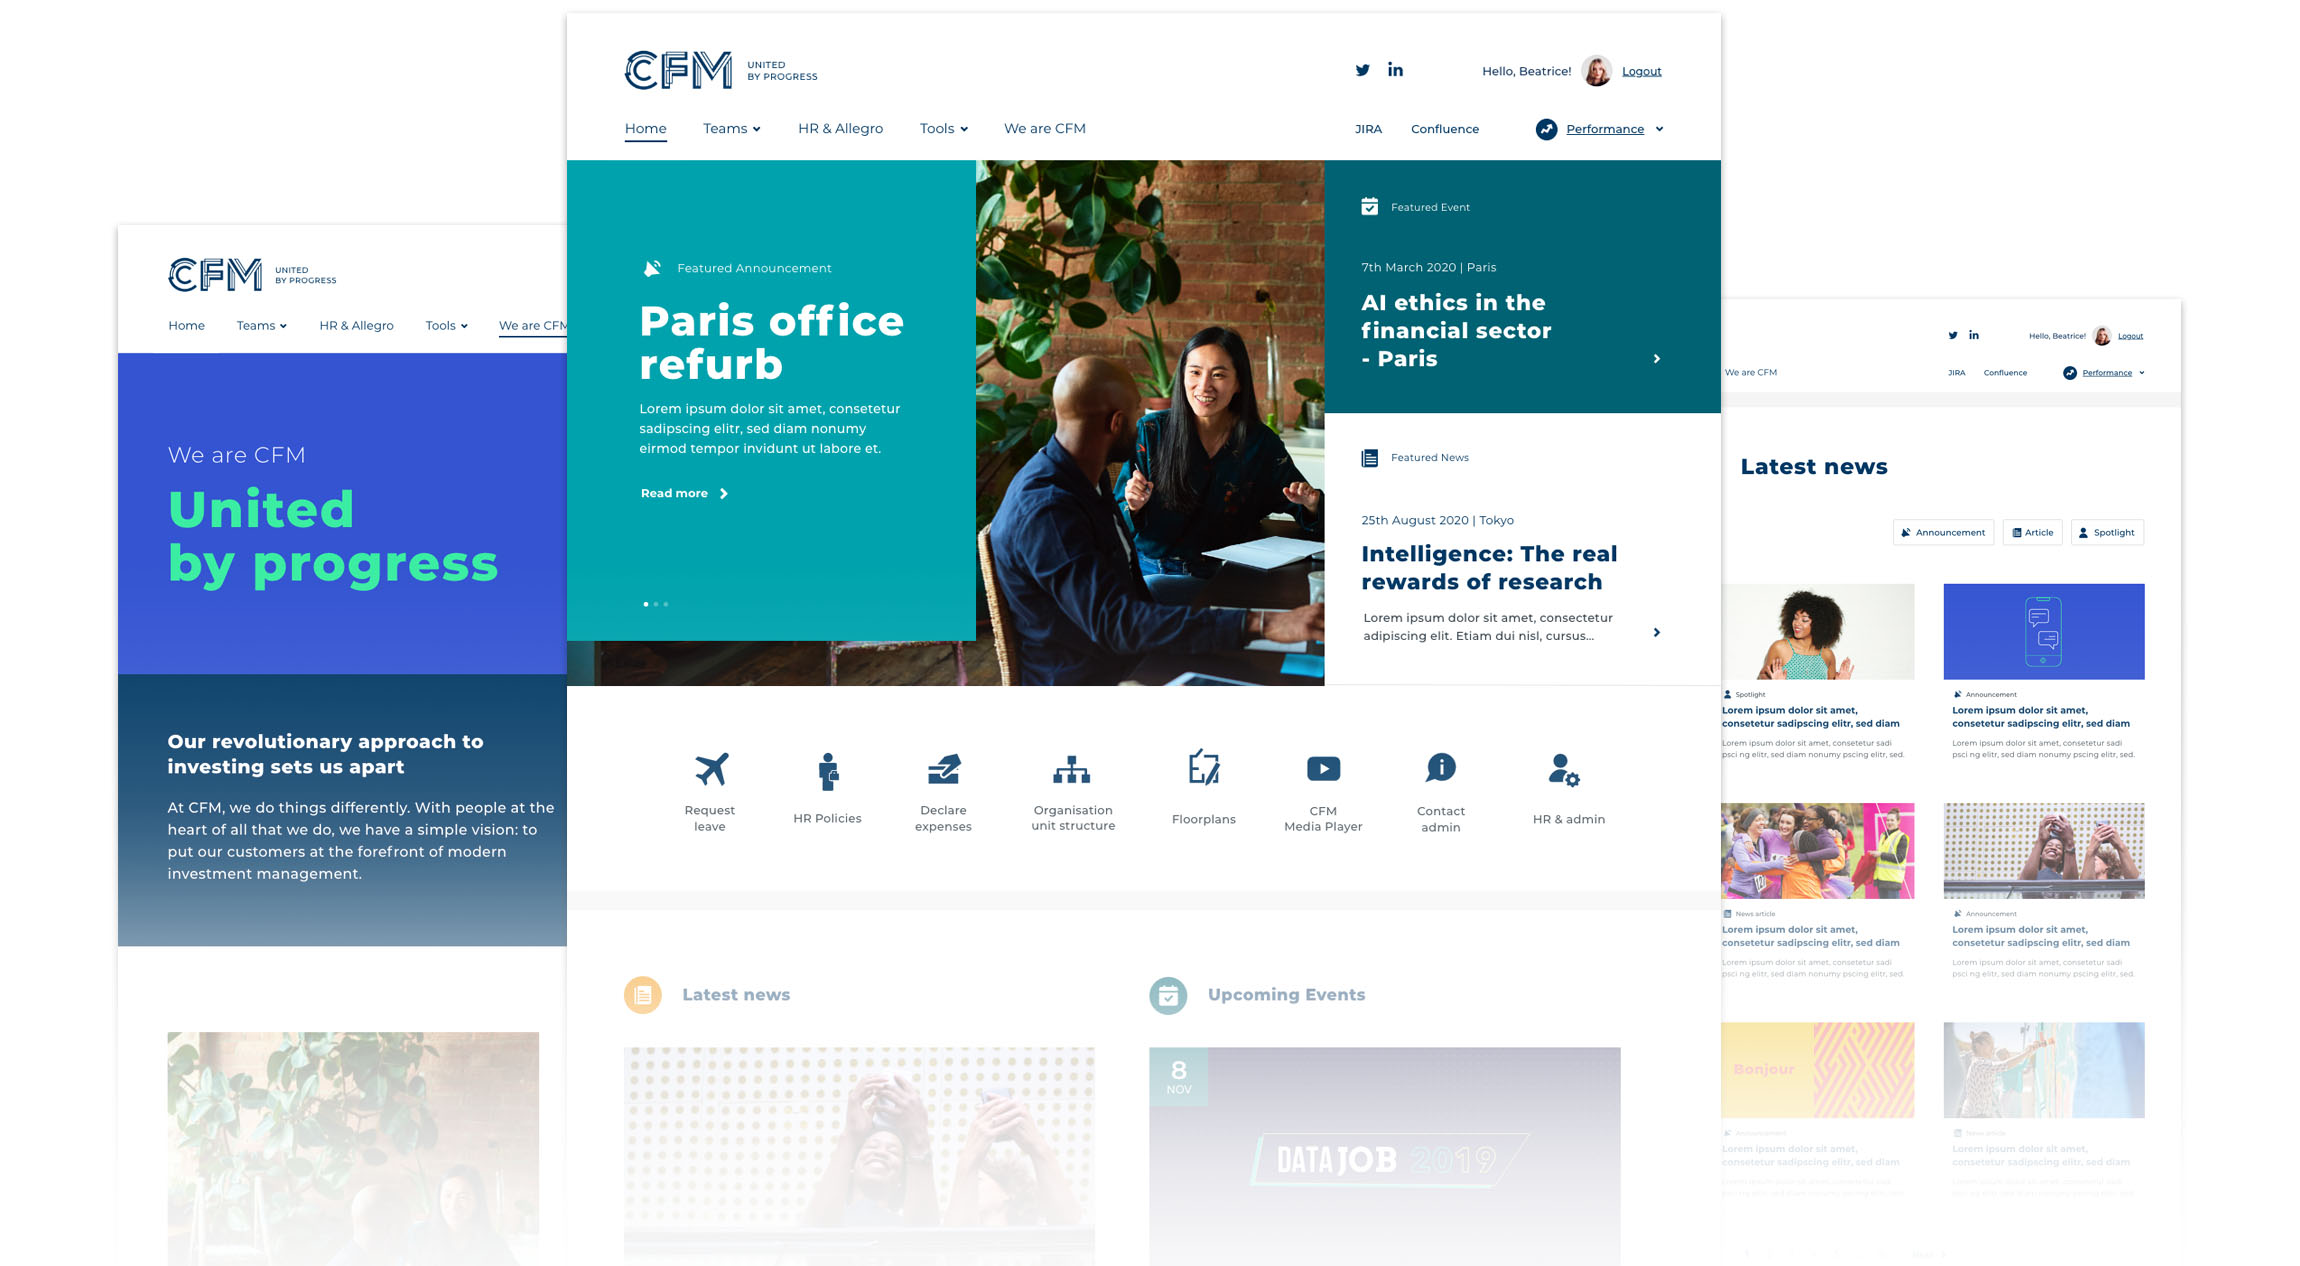 CFM
UNITED
BY PROGRESS
Home
Teams
HR & Allegro
Tools
We are CFM
We are CFM
United
by progress
Our revolutionary approach to
investing sets us apart
At CFM, we do things differently. With people at the
heart of all that we do, we have a simple vision: to
put our customers at the forefront of modern
investment management.
CFM
UNITED
BY PROGRESS
Hello, Beatrice!
Logout
Home
Teams
HR & Allegro
Tools
We are CFM
JIRA
Confluence
Performance
Featured Announcement
Paris office
refurb
Lorem ipsum dolor sit amet, consetetur
sadipscing elitr, sed diam nonumy
eirmod tempor invidunt ut labore et.
Read more
Featured Event
7th March 2020 | Paris
AI ethics in the
financial sector
- Paris
Featured News
25th August 2020 | Tokyo
Intelligence: The real
rewards of research
Lorem ipsum dolor sit amet, consectetur
adipiscing elit. Etiam dui nisl, cursus...
Request
leave
HR Policies
Declare
expenses
Organisation
unit structure
Floorplans
CFM
Media Player
Contact
admin
HR & admin
Latest news
Upcoming Events
8
NOV
DATAJOB 2019
Hello, Beatrice!
Logout
We are CFM
JIRA
Confluence
Performance
Latest news
Announcement
Article
Spotlight
Spotlight
Lorem ipsum dolor sit amet,
consetetur sadipscing elitr, sed diam
Lorem ipsum dolor sit amet, consetetur sadi
psci ng elitr, sed diam nonumy pscing elitr, sed.
Announcement
Lorem ipsum dolor sit amet,
consetetur sadipscing elitr, sed diam
Lorem ipsum dolor sit amet, consetetur sadi
psci ng elitr, sed diam nonumy pscing elitr, sed.
News article
Lorem ipsum dolor sit amet,
consetetur sadipscing elitr, sed diam
Lorem ipsum dolor sit amet, consetetur sadi
psci ng elitr, sed diam nonumy pscing elitr, sed.
Announcement
Lorem ipsum dolor sit amet,
consetetur sadipscing elitr, sed diam
Lorem ipsum dolor sit amet, consetetur sadi
psci ng elitr, sed diam nonumy pscing elitr, sed.
Bonjour
Announcement
Lorem ipsum dolor sit amet,
consetetur sadipscing elitr, sed diam
News article
Lorem ipsum dolor sit amet,
consetetur sadipscing elitr, sed diam